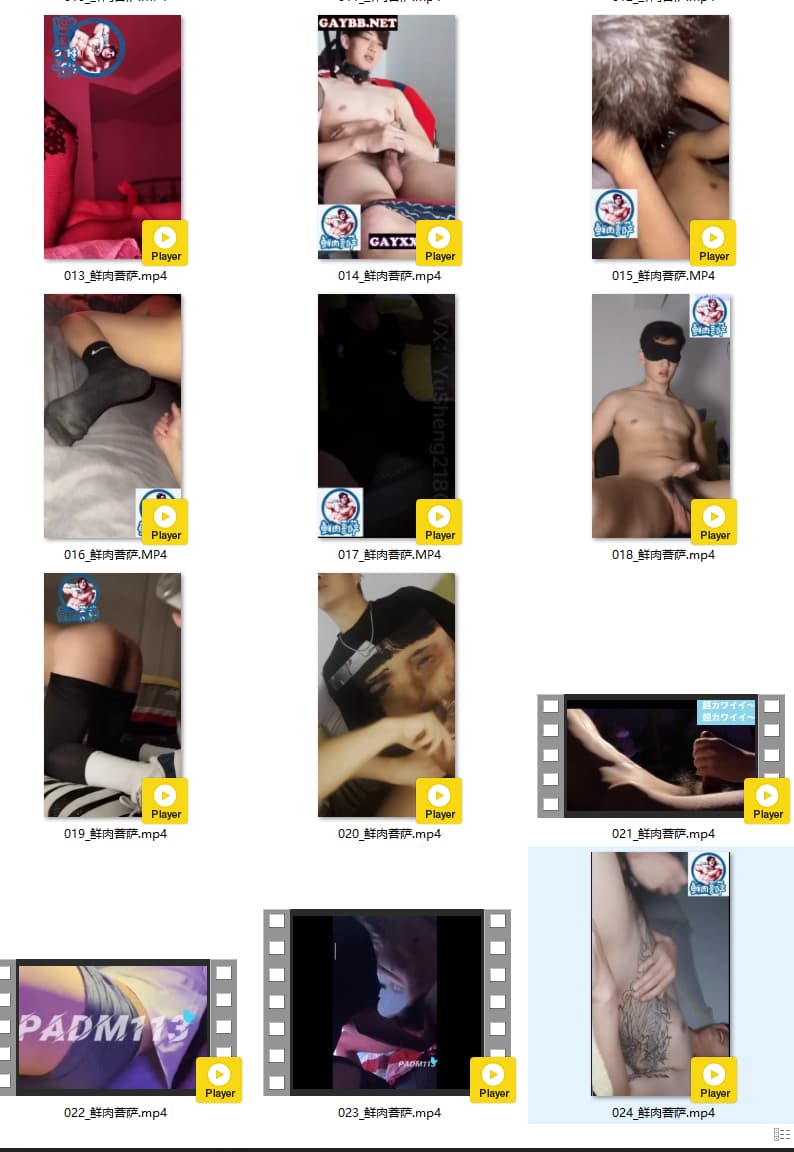 GAYBB.NET
GAYXX
Player
Player
Player
013_鲜肉菩萨.mp4
014_鲜肉菩萨.mp4
015_鲜肉菩萨.MP4
VX: YuSheng218
鲜肉菩萨
Player
Player
Player
016_鲜肉菩萨.MP4
017_鲜肉菩萨.MP4
018_鲜肉菩萨.mp4
超カワイイ~
超カワイイ~
Player
Player
Player
019_鲜肉菩萨.mp4
020_鲜肉菩萨.mp4
021_鲜肉菩萨.mp4
PADM113
PADM113
Player
Player
Player
022_鲜肉菩萨.mp4
023_鲜肉菩萨.mp4
024_鲜肉菩萨.mp4